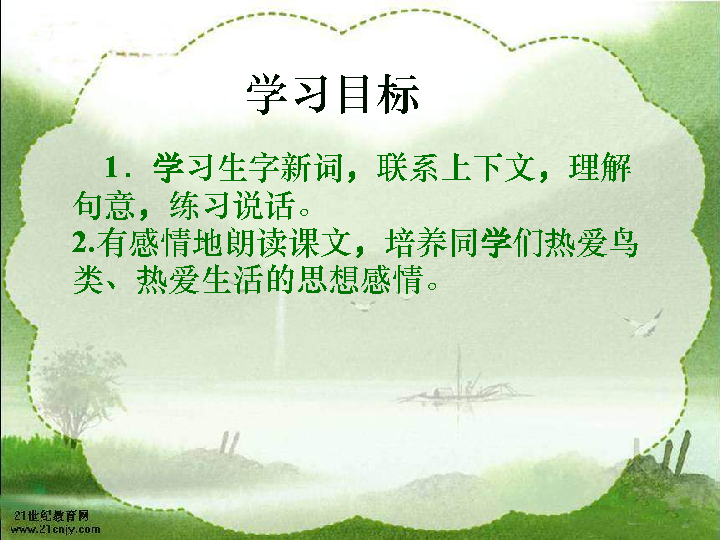 学习目标
1．学习生字新词，联系上下文，理解
句意，练习说话。
2.有感情地朗读课文，培养同学们热爱鸟
类、热爱生活的思想感情。
21世纪教育网
www.21cnjy.com